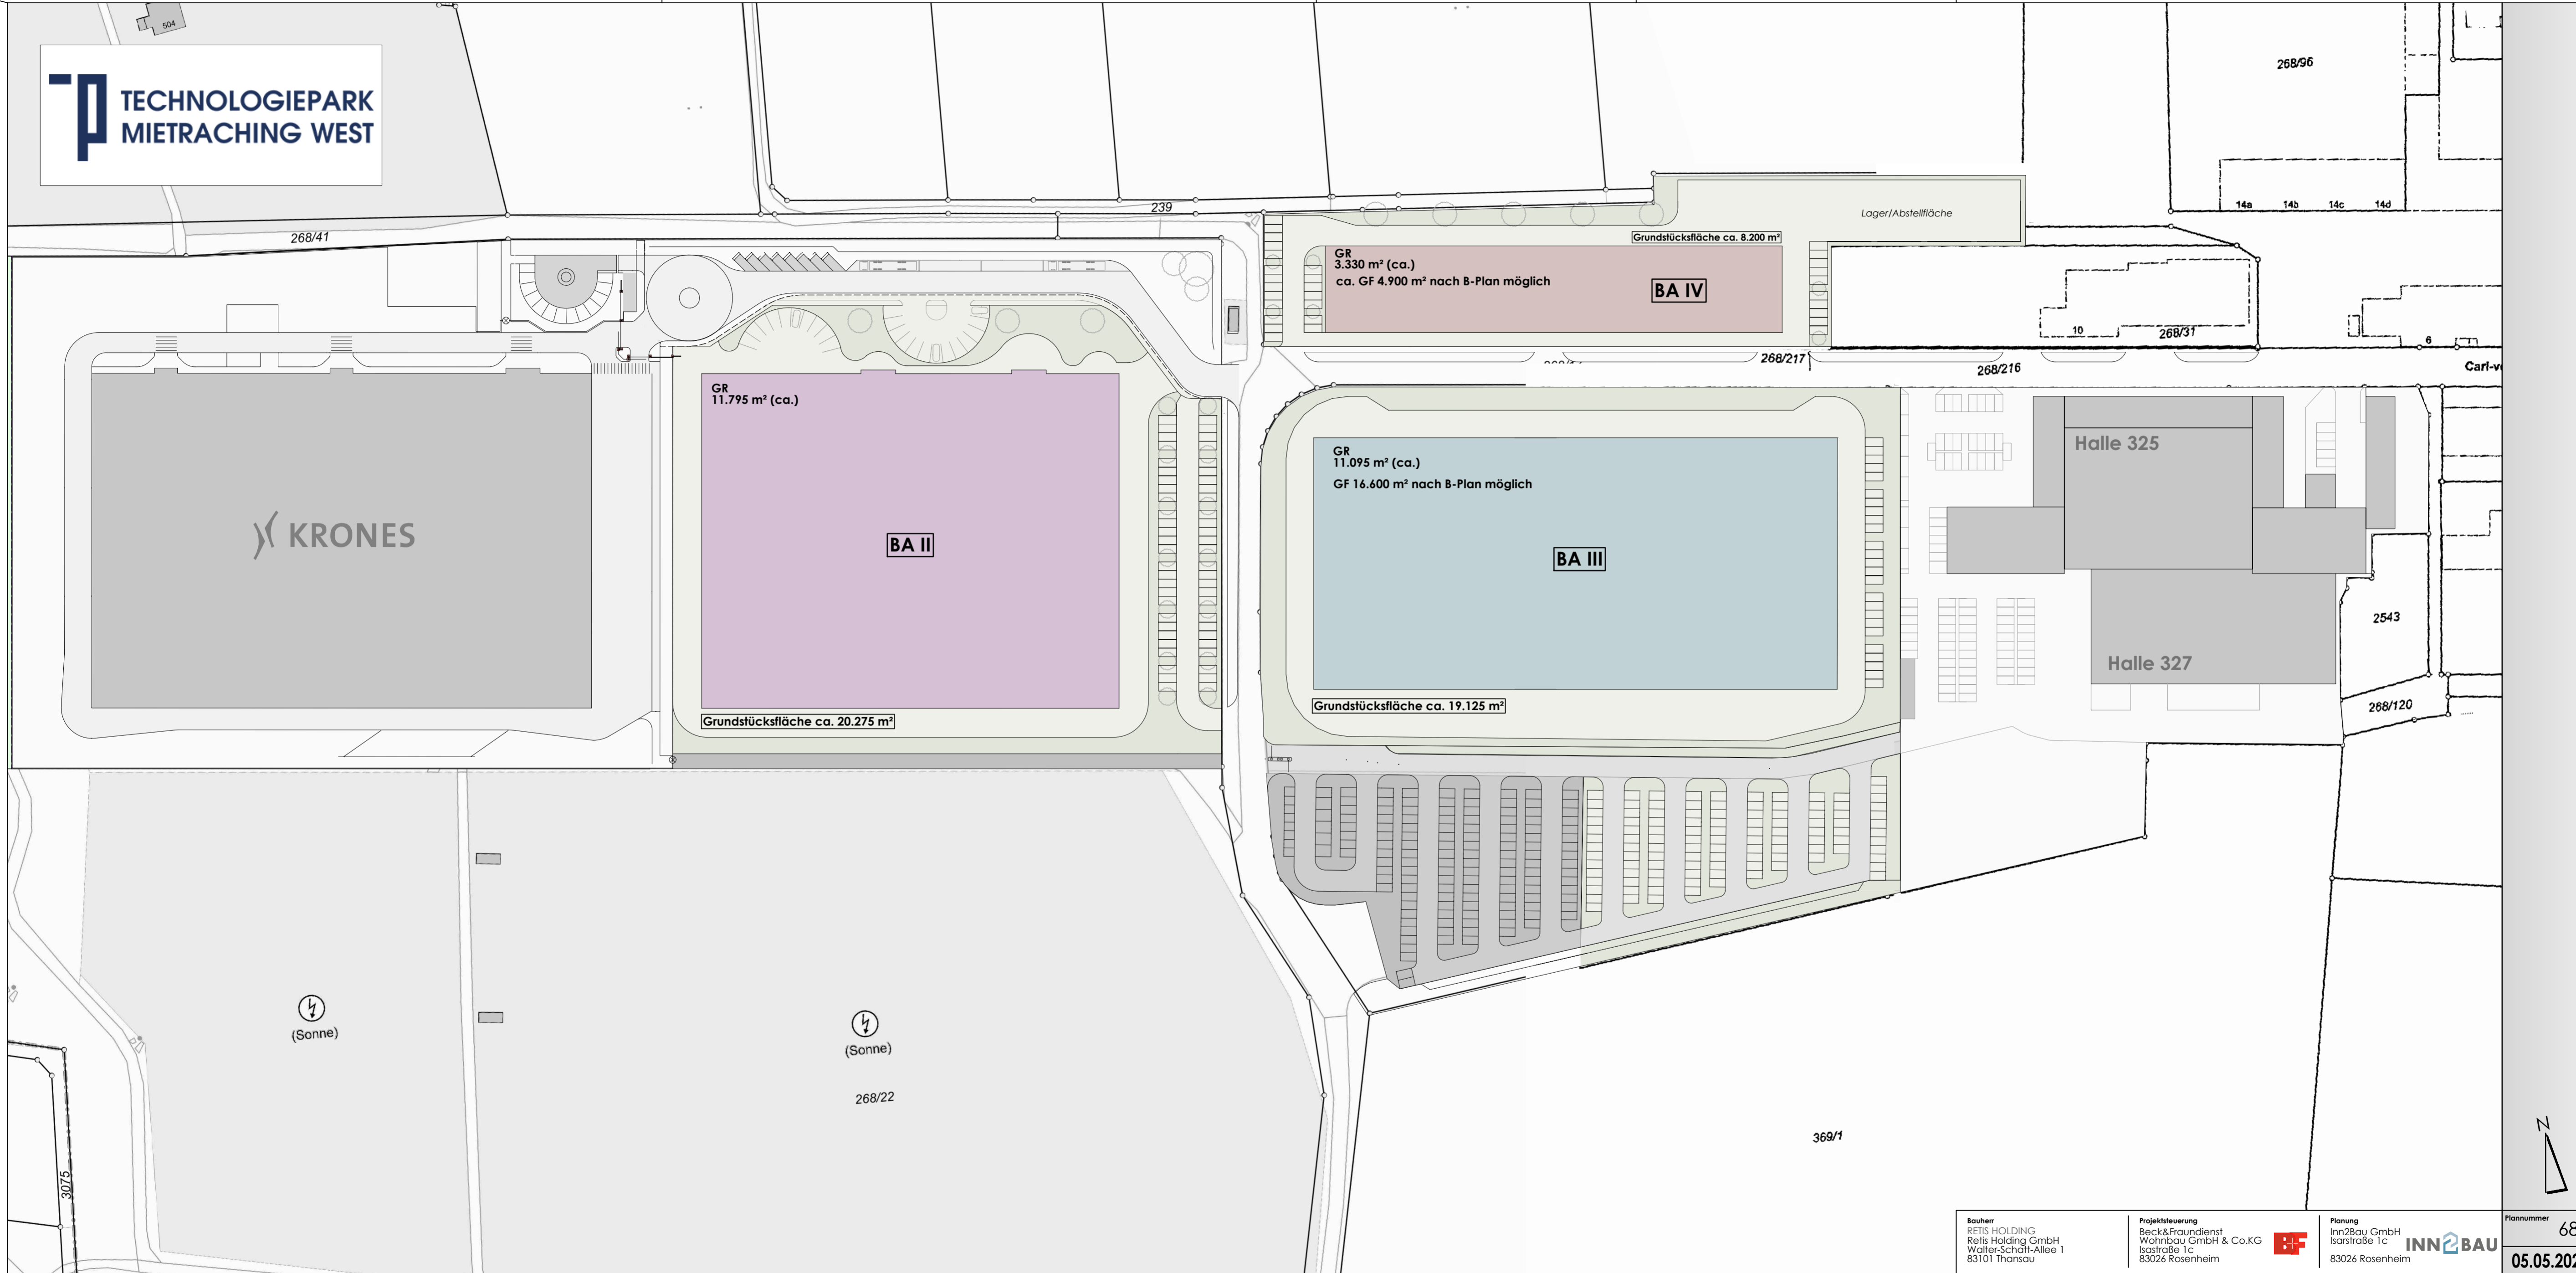 504
TECHNOLOGIEPARK
MIETRACHING WEST
268/41
239
268/96
14a
14b
14c
14d
Lager/Abstellfläche
Grundstücksfläche ca. 8.200 m²
GR
3.330 m² (ca.)
ca. GF 4.900 m² nach B-Plan möglich
BA IV
10
268/31
6
268/217
268/216
GR
11.795 m² (ca.)
BA II
Grundstücksfläche ca. 20.275 m²
KRONES
GR
11.095 m² (ca.)
GF 16.600 m² nach B-Plan möglich
BA III
Grundstücksfläche ca. 19.125 m²
Halle 325
Halle 327
2543
268/120
(Sonne)
(Sonne)
268/22
369/1
3075
N
Bauherr
RETIS HOLDING
Retis Holding GmbH
Walter-Schatt-Allee 1
83101 Thansau
Projektsteuerung
Beck&Fraundienst
Wohnbau GmbH & Co.KG
Isastraße 1c
83026 Rosenheim
B&F
Planung
Inn2Bau GmbH
Isarstraße 1c
83026 Rosenheim
INN2BAU
Plannummer
68